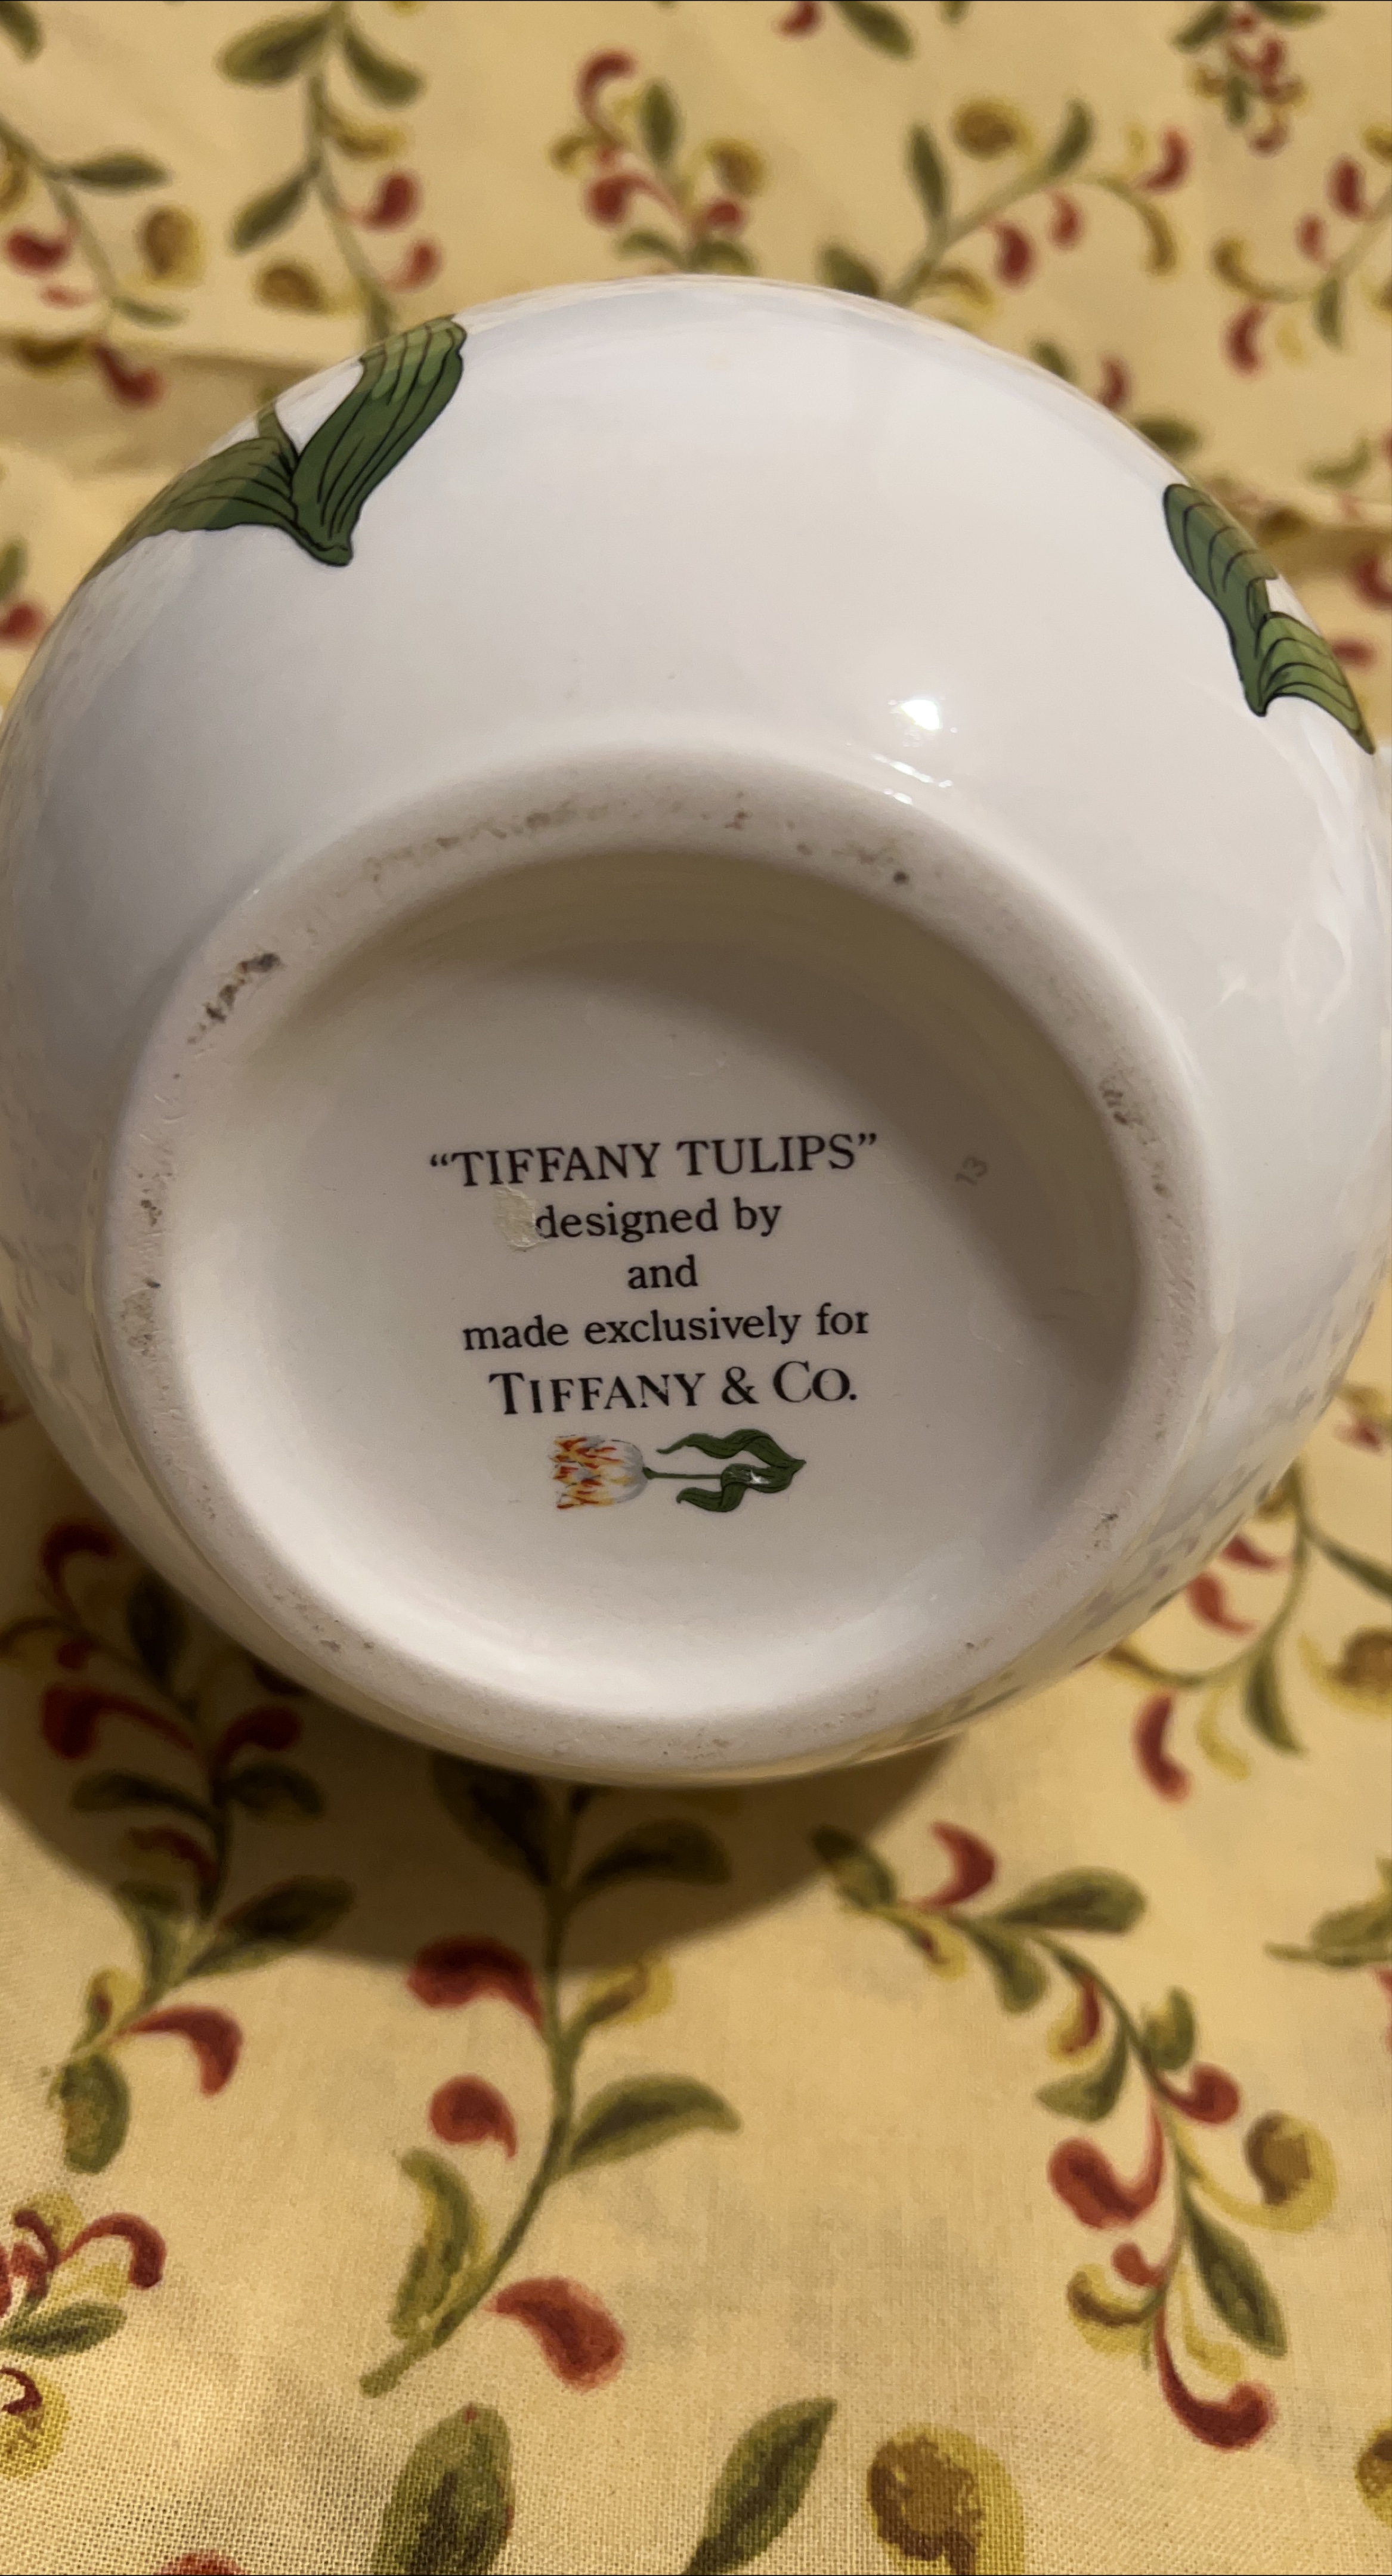 “TIFFANY TULIPS”
designed by
and
made exclusively for
TIFFANY & CO.
13